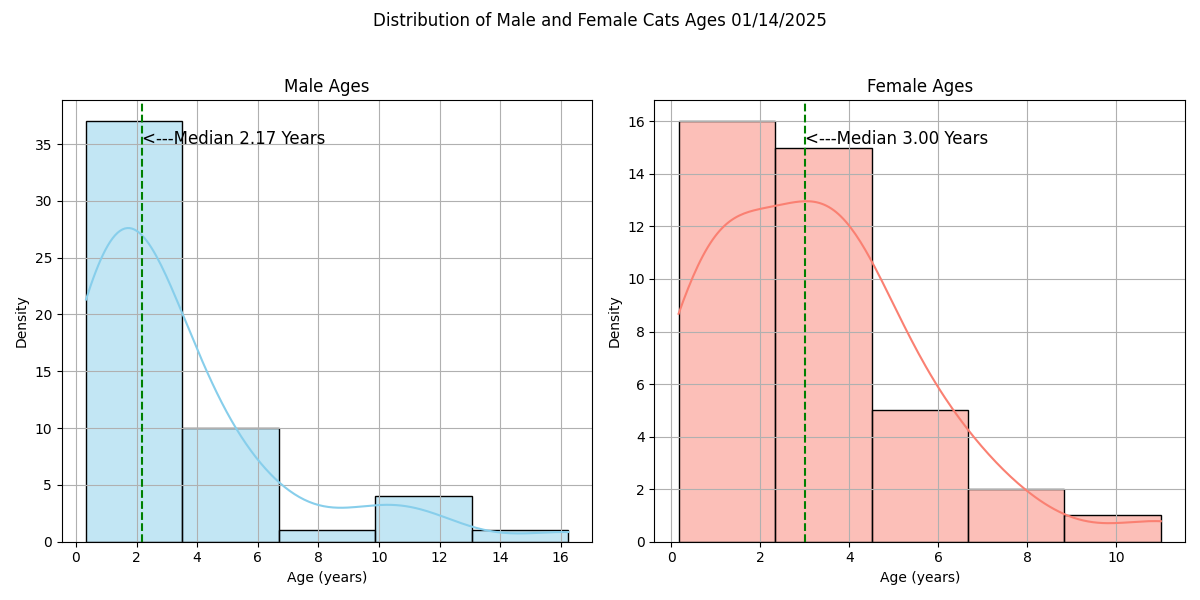 Distribution of Male and Female Cats Ages 01/14/2025
Male Ages
<---Median 2.17 Years
Density
35
30
25
20
15
10
5
0
0 2 4 6 8 10 12 14 16
Age (years)
Female Ages
<---Median 3.00 Years
Density
16
14
12
10
8
6
4
2
0
0 2 4 6 8 10
Age (years)